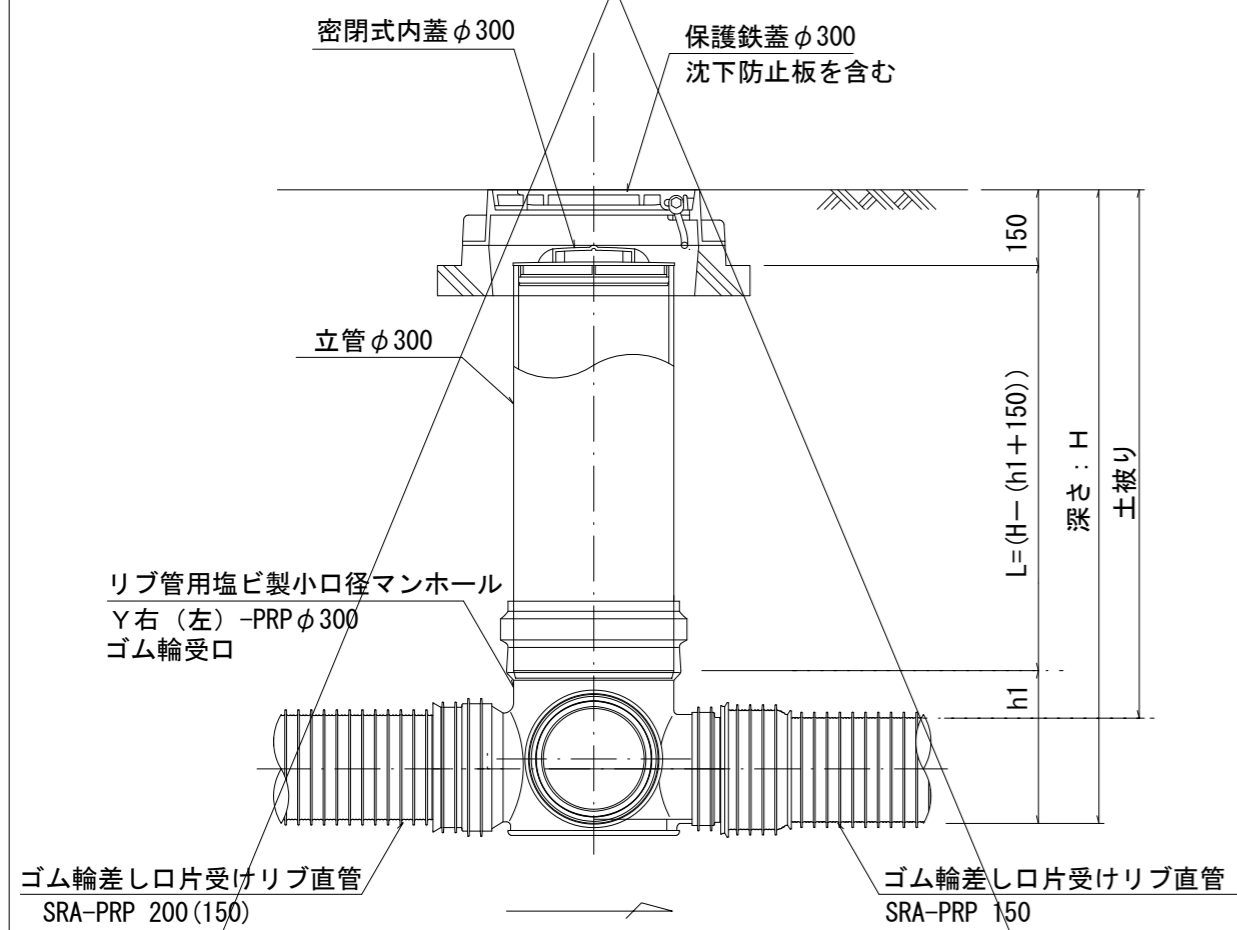 密閉式内蓋φ300
保護鉄蓋φ300
沈下防止板を含む
150
立管φ300
L=(H－(h1＋150))
深さ：H
土被り
リブ管用塩ビ製小口径マンホール
Y右（左）-PRPφ300
ゴム輪受口
h1
ゴム輪差し口片受けリブ直管
SRA-PRP 200(150)
ゴム輪差し口片受けリブ直管
SRA-PRP 150